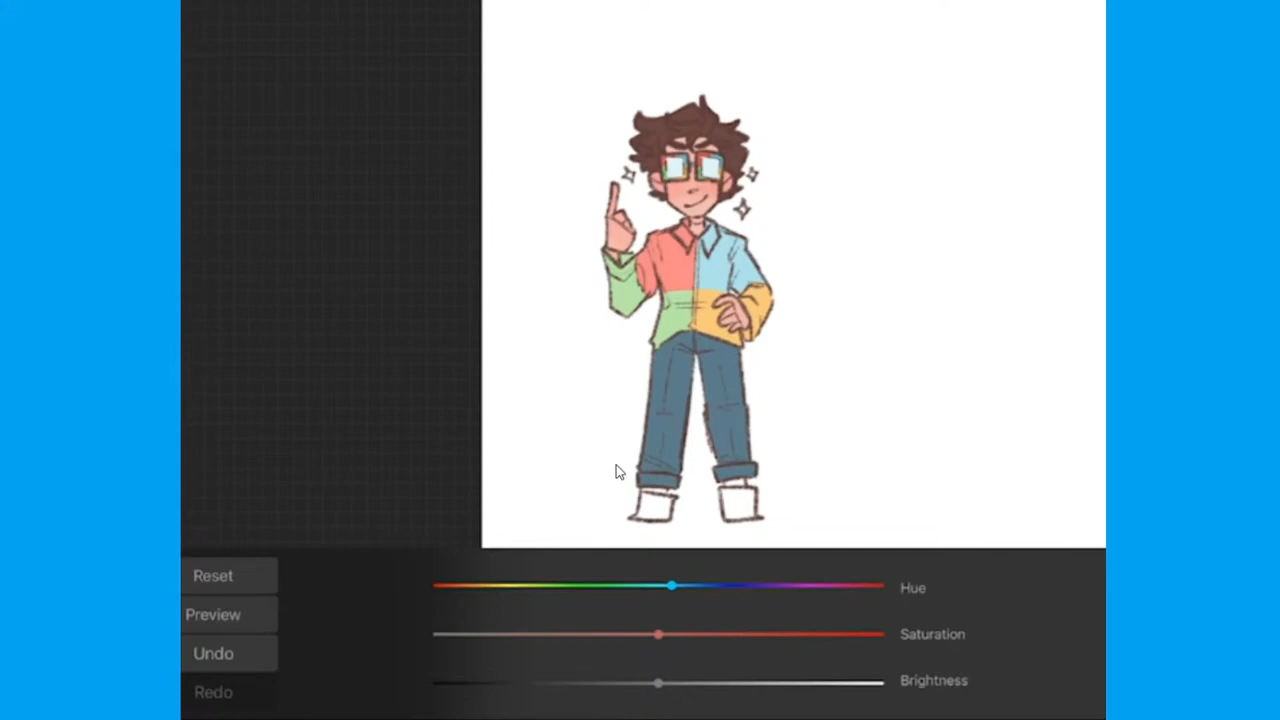 Reset
Preview
Undo
Redo
Hue
Saturation
Brightness